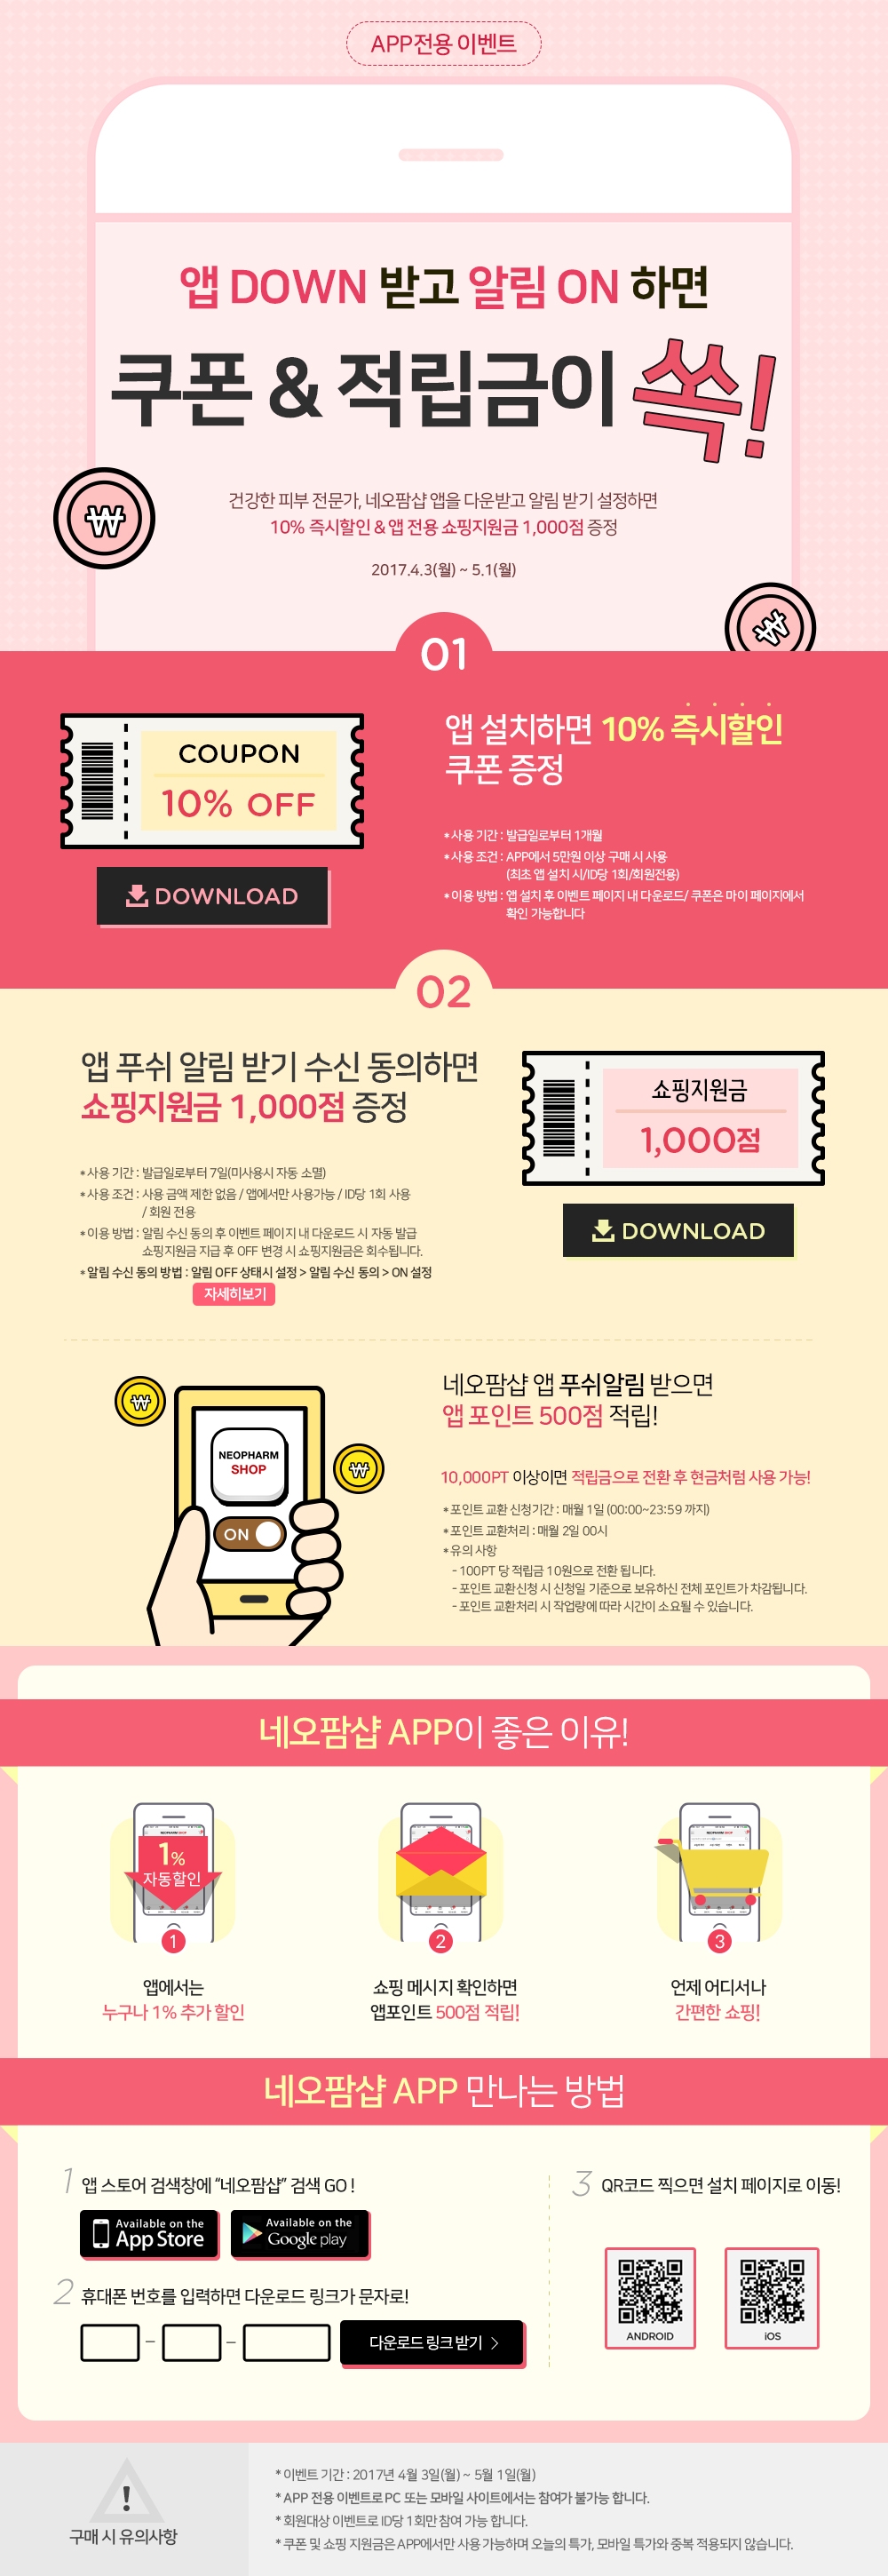 APP전용 이벤트
앱 DOWN 받고 알림 ON 하면
쿠폰 & 적립금이 쏙!
건강한 피부 전문가, 네오팜샵 앱을 다운받고 알림 받기 설정하면
10% 즉시할인 & 앱 전용 쇼핑지원금 1,000점 증정
2017.4.3(월) ~ 5.1(월)
01
COUPON
10% OFF
DOWNLOAD
앱 설치하면 10% 즉시할인
쿠폰 증정
* 사용 기간 : 발급일로부터 1개월
* 사용 조건 : APP에서 5만원 이상 구매 시 사용
(최초 앱 설치 시/ID당 1회/회원전용)
* 이용 방법 : 앱 설치 후 이벤트 페이지 내 다운로드/ 쿠폰은 마이 페이지에서
확인 가능합니다
02
앱 푸쉬 알림 받기 수신 동의하면
쇼핑지원금 1,000점 증정
* 사용 기간 : 발급일로부터 7일(미사용시 자동 소멸)
* 사용 조건 : 사용 금액 제한 없음 / 앱에서만 사용가능 / ID당 1회 사용
/ 회원 전용
* 이용 방법 : 알림 수신 동의 후 이벤트 페이지 내 다운로드 시 자동 발급
쇼핑지원금 지급 후 OFF 변경 시 쇼핑지원금은 회수됩니다.
* 알림 수신 동의 방법 : 알림 OFF 상태시 설정 > 알림 수신 동의 > ON 설정
자세히보기
쇼핑지원금
1,000점
DOWNLOAD
NEOPHARM
SHOP
ON
네오팜샵 앱 푸쉬알림 받으면
앱 포인트 500점 적립!
10,000PT 이상이면 적립금으로 전환 후 현금처럼 사용 가능!
* 포인트 교환 신청기간 : 매월 1일 (00:00~23:59 까지)
* 포인트 교환처리 : 매월 2일 00시
* 유의 사항
- 100PT 당 적립금 10원으로 전환 됩니다.
- 포인트 교환신청 시 신청일 기준으로 보유하신 전체 포인트가 차감됩니다.
- 포인트 교환처리 시 작업량에 따라 시간이 소요될 수 있습니다.
네오팜샵 APP이 좋은 이유!
1%
자동할인
1
앱에서는
누구나 1% 추가 할인
2
쇼핑 메시지 확인하면
앱포인트 500점 적립!
3
언제 어디서나
간편한 쇼핑!
네오팜샵 APP 만나는 방법
1 앱 스토어 검색창에 “네오팜샵” 검색 GO !
Available on the
App Store
Available on the
Google play
2 휴대폰 번호를 입력하면 다운로드 링크가 문자로!
다운로드 링크 받기 >
3 QR코드 찍으면 설치 페이지로 이동!
ANDROID
iOS
구매 시 유의사항
* 이벤트 기간 : 2017년 4월 3일(월) ~ 5월 1일(월)
* APP 전용 이벤트로 PC 또는 모바일 사이트에서는 참여가 불가능 합니다.
* 회원대상 이벤트로 ID당 1회만 참여 가능 합니다.
* 쿠폰 및 쇼핑 지원금은 APP에서만 사용 가능하며 오늘의 특가, 모바일 특가와 중복 적용되지 않습니다.